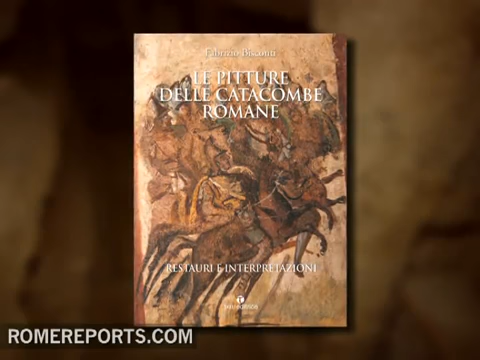 Fabrizio Bisconti
LE PITTURE
DELLE CATACOMBE
ROMANE
RESTAURI E INTERPRETAZIONI
ROMEREPORTS.COM